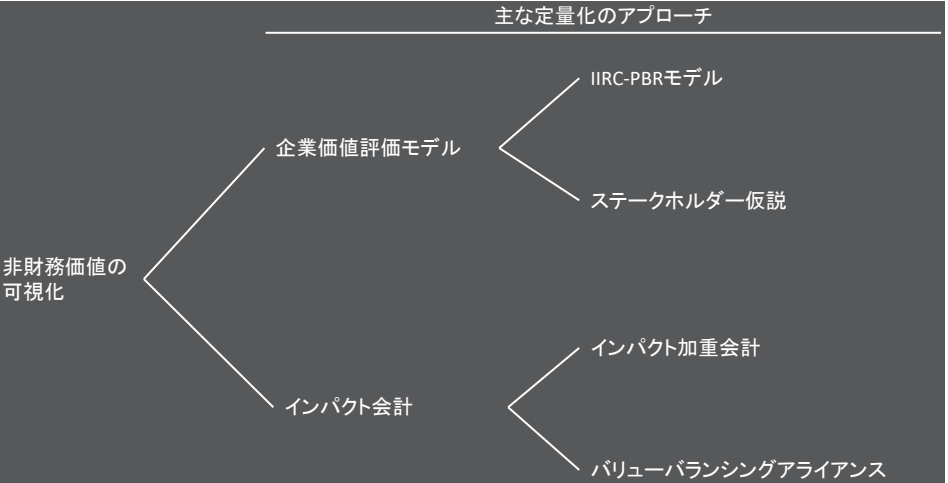 主な定量化のアプローチ
IIRC-PBRモデル
企業価値評価モデル
ステークホルダー仮説
非財務価値の
可視化
インパクト加重会計
インパクト会計
バリューバランシングアライアンス